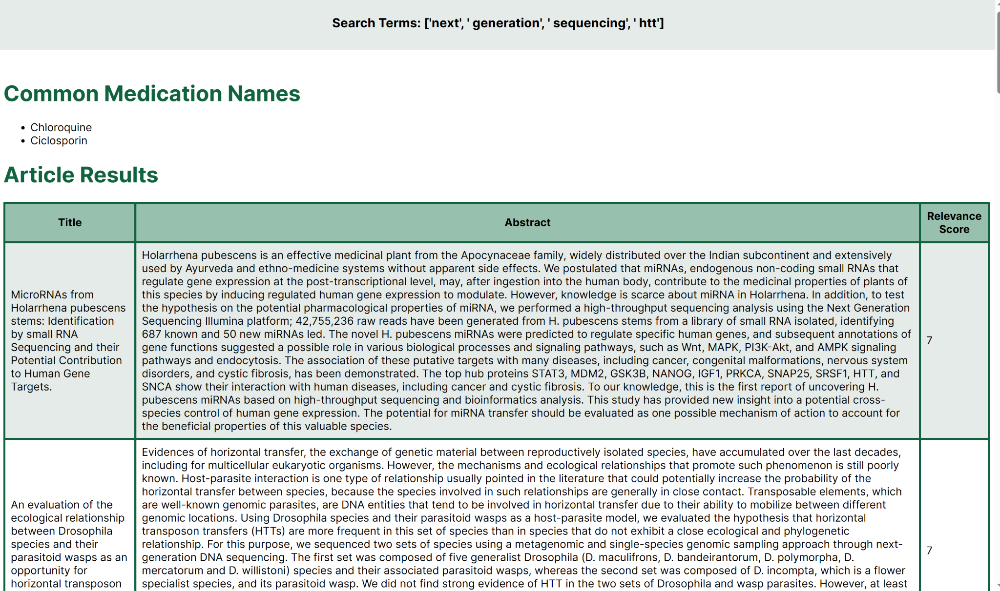 Search Terms: ['next', ' generation', ' sequencing', ' htt']
Common Medication Names
• Chloroquine
• Ciclosporin
Article Results
Title
Abstract
Relevance
Score
MicroRNAs from
Holarrhena pubescens
stems: Identification
by small RNA
Sequencing and their
Potential Contribution
to Human Gene
Targets.
Holarrhena pubescens is an effective medicinal plant from the Apocynaceae family, widely distributed over the Indian subcontinent and extensively
used by Ayurveda and ethno-medicine systems without apparent side effects. We postulated that miRNAs, endogenous non-coding small RNAs that
regulate gene expression at the post-transcriptional level, may, after ingestion into the human body, contribute to the medicinal properties of plants of
this species by inducing regulated human gene expression to modulate. However, knowledge is scarce about miRNA in Holarrhena. In addition, to test
the hypothesis on the potential pharmacological properties of miRNA, we performed a high-throughput sequencing analysis using the Next Generation
Sequencing Illumina platform; 42,755,236 raw reads have been generated from H. pubescens stems from a library of small RNA isolated, identifying
687 known and 50 new miRNAs led. The novel H. pubescens miRNAs were predicted to regulate specific human genes, and subsequent annotations of
gene functions suggested a possible role in various biological processes and signaling pathways, such as Wnt, MAPK, PI3K-Akt, and AMPK signaling
pathways and endocytosis. The association of these putative targets with many diseases, including cancer, congenital malformations, nervous system
disorders, and cystic fibrosis, has been demonstrated. The top hub proteins STAT3, MDM2, GSK3B, NANOG, IGF1, PRKCA, SNAP25, SRSF1, HTT, and
SNCA show their interaction with human diseases, including cancer and cystic fibrosis. To our knowledge, this is the first report of uncovering H.
pubescens miRNAs based on high-throughput sequencing and bioinformatics analysis. This study has provided new insight into a potential cross-
species control of human gene expression. The potential for miRNA transfer should be evaluated as one possible mechanism of action to account for
the beneficial properties of this valuable species.
7
An evaluation of the
ecological relationship
between Drosophila
species and their
parasitoid wasps as an
opportunity for
horizontal transposon
Evidences of horizontal transfer, the exchange of genetic material between reproductively isolated species, have accumulated over the last decades,
including for multicellular eukaryotic organisms. However, the mechanisms and ecological relationships that promote such phenomenon is still poorly
known. Host-parasite interaction is one type of relationship usually pointed in the literature that could potentially increase the probability of the
horizontal transfer between species, because the species involved in such relationships are generally in close contact. Transposable elements, which
are well-known genomic parasites, are DNA entities that tend to be involved in horizontal transfer due to their ability to mobilize between different
genomic locations. Using Drosophila species and their parasitoid wasps as a host-parasite model, we evaluated the hypothesis that horizontal
transposon transfers (HTTs) are more frequent in this set of species than in species that do not exhibit a close ecological and phylogenetic
relationship. For this purpose, we sequenced two sets of species using a metagenomic and single-species genomic sampling approach through next-
generation DNA sequencing. The first set was composed of five generalist Drosophila (D. maculifrons, D. bandeirantorum, D. polymorpha, D.
mercatorum and D. willistoni) species and their associated parasitoid wasps, whereas the second set was composed of D. incompta, which is a flower
specialist species, and its parasitoid wasp. We did not find strong evidence of HTT in the two sets of Drosophila and wasp parasites. However, at least
7